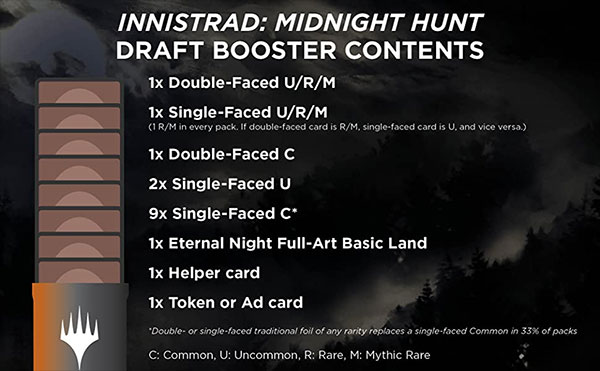 INNISTRAD: MIDNIGHT HUNT
DRAFT BOOSTER CONTENTS
1x Double-Faced U/R/M
1x Single-Faced U/R/M
(1 R/M in every pack. If double-faced card is R/M, single-faced card is U, and vice versa.)
1x Double-Faced C
2x Single-Faced U
9x Single-Faced C*
1x Eternal Night Full-Art Basic Land
1x Helper card
1x Token or Ad card
*Double- or single-faced traditional foil of any rarity replaces a single-faced Common in 33% of packs
C: Common, U: Uncommon, R: Rare, M: Mythic Rare